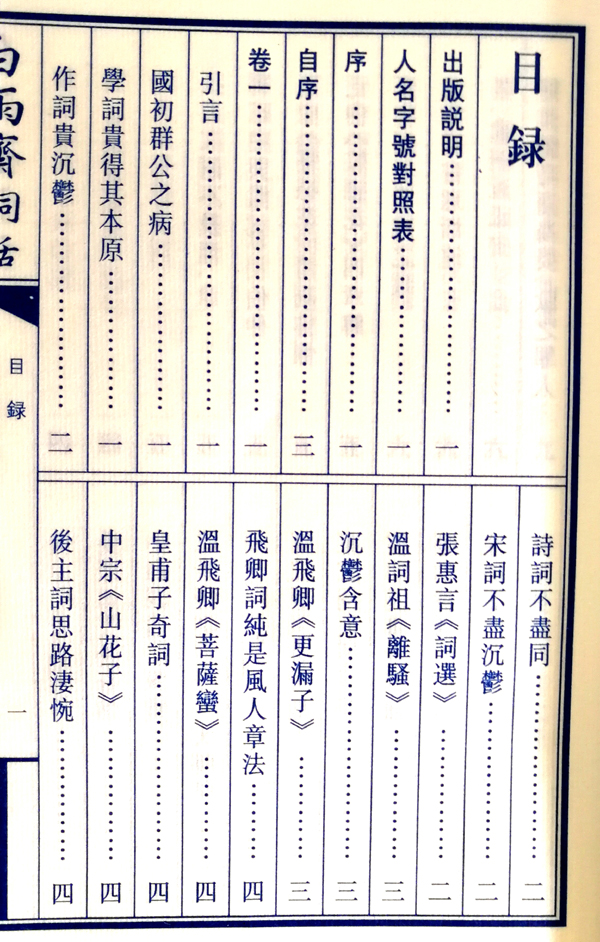 目録
出版説明…………………一
人名字號對照表…………………一
序…………………一
自序…………………三
卷一…………………一
引言…………………一
國初群公之病…………………一
學詞貴得其本原…………………一
作詞貴沉鬱…………………二
詩詞不盡同…………………二
宋詞不盡沉鬱…………………二
張惠言《詞選》…………………二
溫詞祖《離騷》…………………三
沉鬱含意…………………三
溫飛卿《更漏子》…………………三
飛卿詞純是風人章法…………………四
溫飛卿《菩薩蠻》…………………四
皇甫子奇詞…………………四
中宗《山花子》…………………四
後主詞思路淒惋…………………四
白雨齋詞話
目録
一